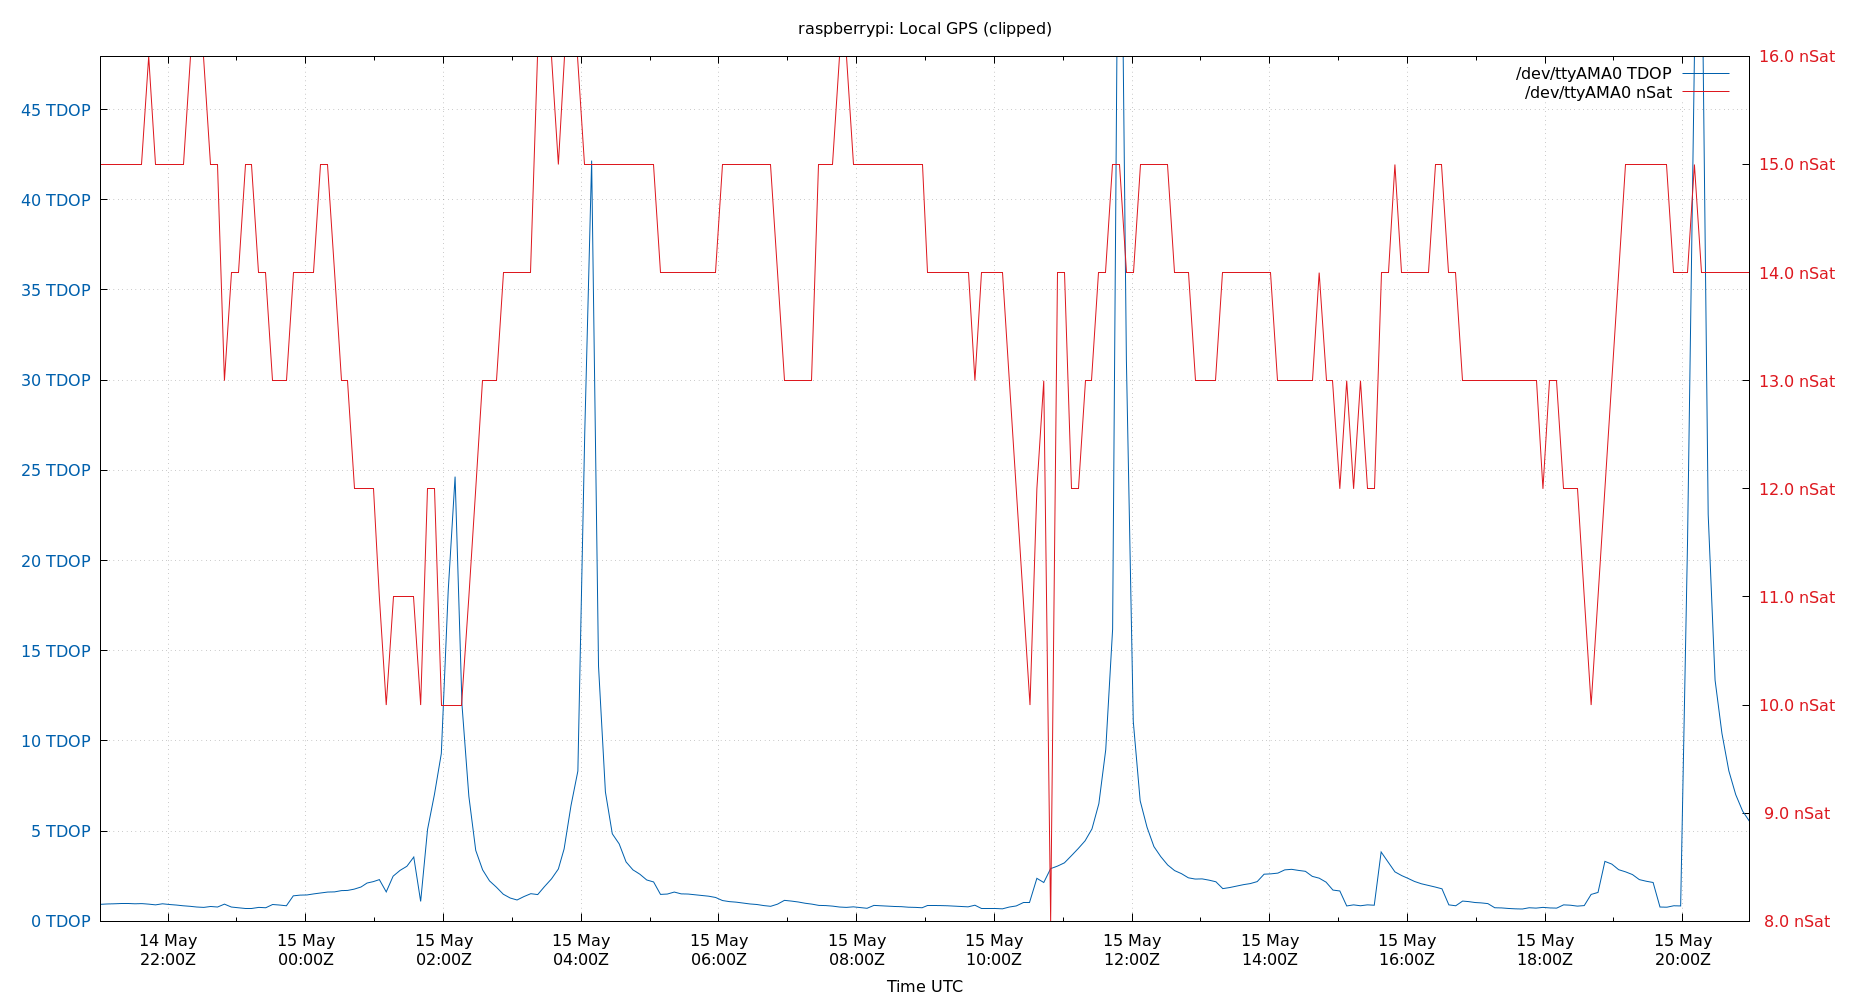 raspberrypi: Local GPS (clipped)
/dev/ttyAMA0 TDOP
/dev/ttyAMA0 nSat
45 TDOP
40 TDOP
35 TDOP
30 TDOP
25 TDOP
20 TDOP
15 TDOP
10 TDOP
5 TDOP
0 TDOP
16.0 nSat
15.0 nSat
14.0 nSat
13.0 nSat
12.0 nSat
11.0 nSat
10.0 nSat
9.0 nSat
8.0 nSat
14 May
22:00Z
15 May
00:00Z
15 May
02:00Z
15 May
04:00Z
15 May
06:00Z
15 May
08:00Z
15 May
10:00Z
15 May
12:00Z
15 May
14:00Z
15 May
16:00Z
15 May
18:00Z
15 May
20:00Z
Time UTC